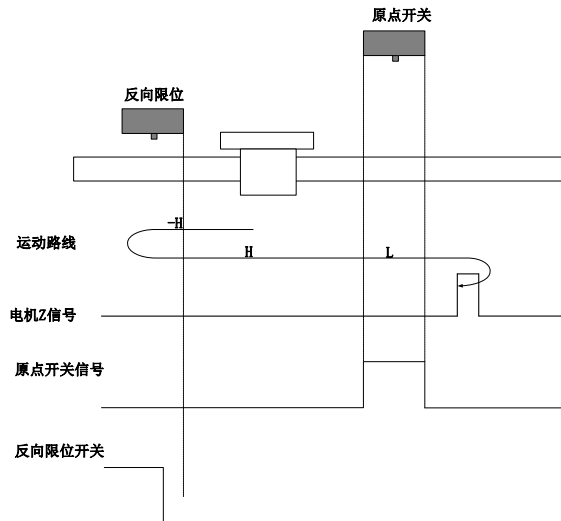 原点开关
反向限位
-H
运动路线
H
L
电机Z信号
原点开关信号
反向限位开关